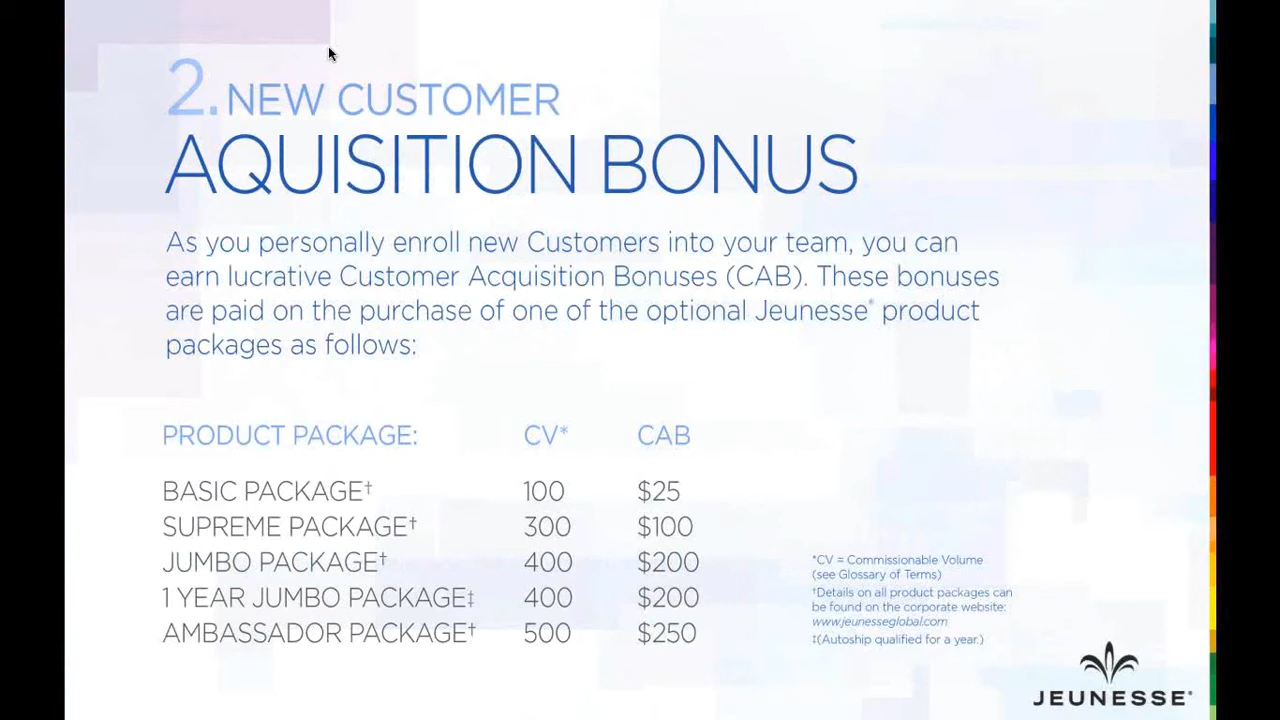 2. NEW CUSTOMER
AQUISITION BONUS
As you personally enroll new Customers into your team, you can
earn lucrative Customer Acquisition Bonuses (CAB). These bonuses
are paid on the purchase of one of the optional Jeunesse® product
packages as follows:
PRODUCT PACKAGE: CV* CAB
BASIC PACKAGE† 100 $25
SUPREME PACKAGE† 300 $100
JUMBO PACKAGE† 400 $200
1 YEAR JUMBO PACKAGE‡ 400 $200
AMBASSADOR PACKAGE† 500 $250
*CV = Commissionable Volume
(see Glossary of Terms)
†Details on all product packages can
be found on the corporate website:
www.jeunesseglobal.com
‡(Autoship qualified for a year.)
JEUNESSE®